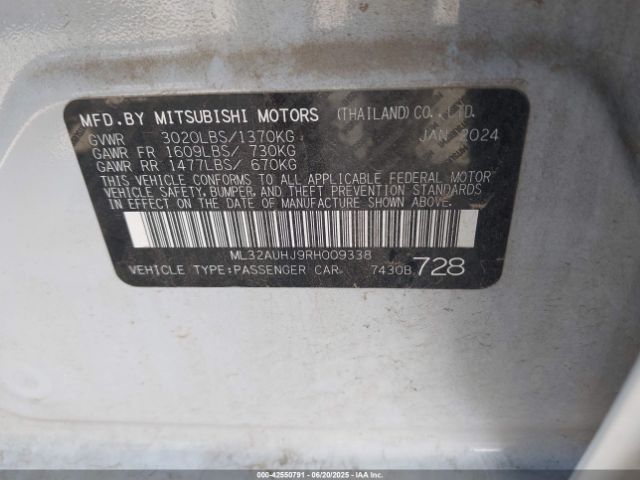 MFD.BY MITSUBISHI MOTORS (THAILAND) CO.,LTD.
GVWR 3020LBS/1370KG JAN 2024
GAWR FR 1609LBS/ 730KG
GAWR RR 1477LBS/ 670KG
THIS VEHICLE CONFORMS TO ALL APPLICABLE FEDERAL MOTOR
VEHICLE SAFETY, BUMPER, AND THEFT PREVENTION STANDARDS
IN EFFECT ON THE DATE OF MANUFACTURE SHOWN ABOVE.
ML32AUHJ9RH009338
VEHICLE TYPE:PASSENGER CAR. 7430B 728
000-42550791 - 06/20/2025 - IAAI.COM